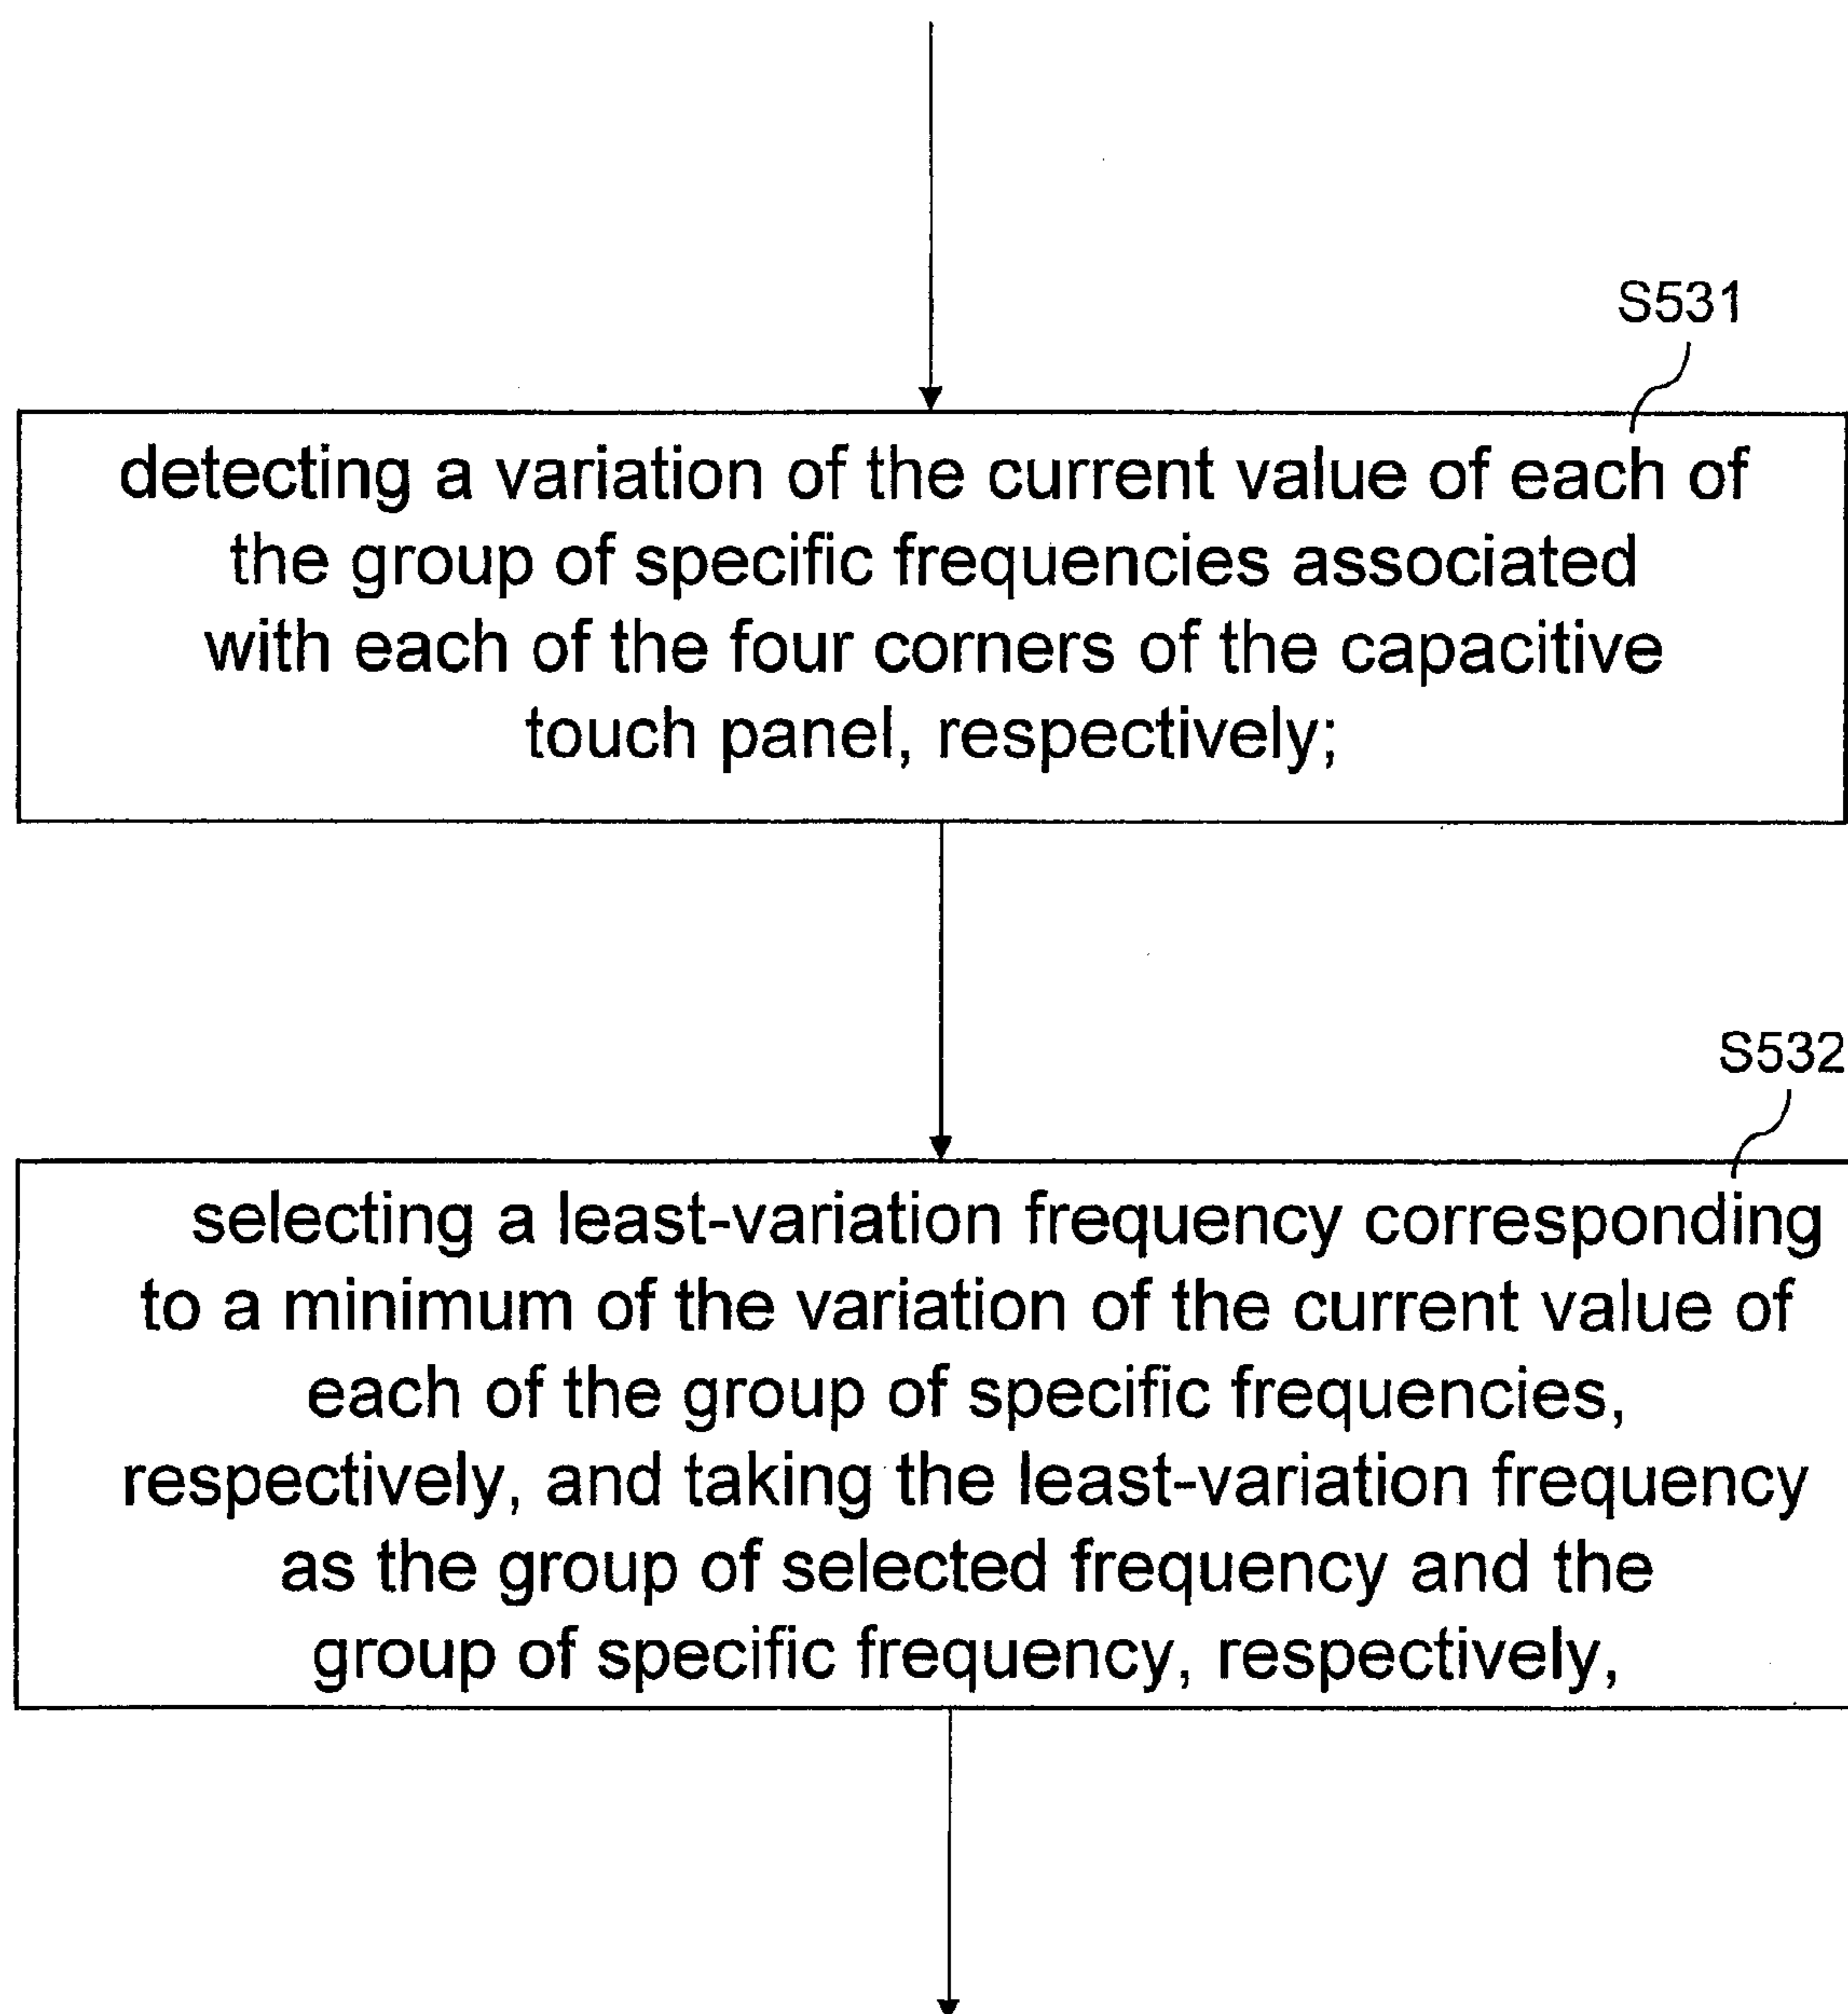 S531
detecting a variation of the current value of each of
the group of specific frequencies associated
with each of the four corners of the capacitive
touch panel, respectively;
S532
selecting a least-variation frequency corresponding
to a minimum of the variation of the current value of
each of the group of specific frequencies,
respectively, and taking the least-variation frequency
as the group of selected frequency and the
group of specific frequency, respectively,